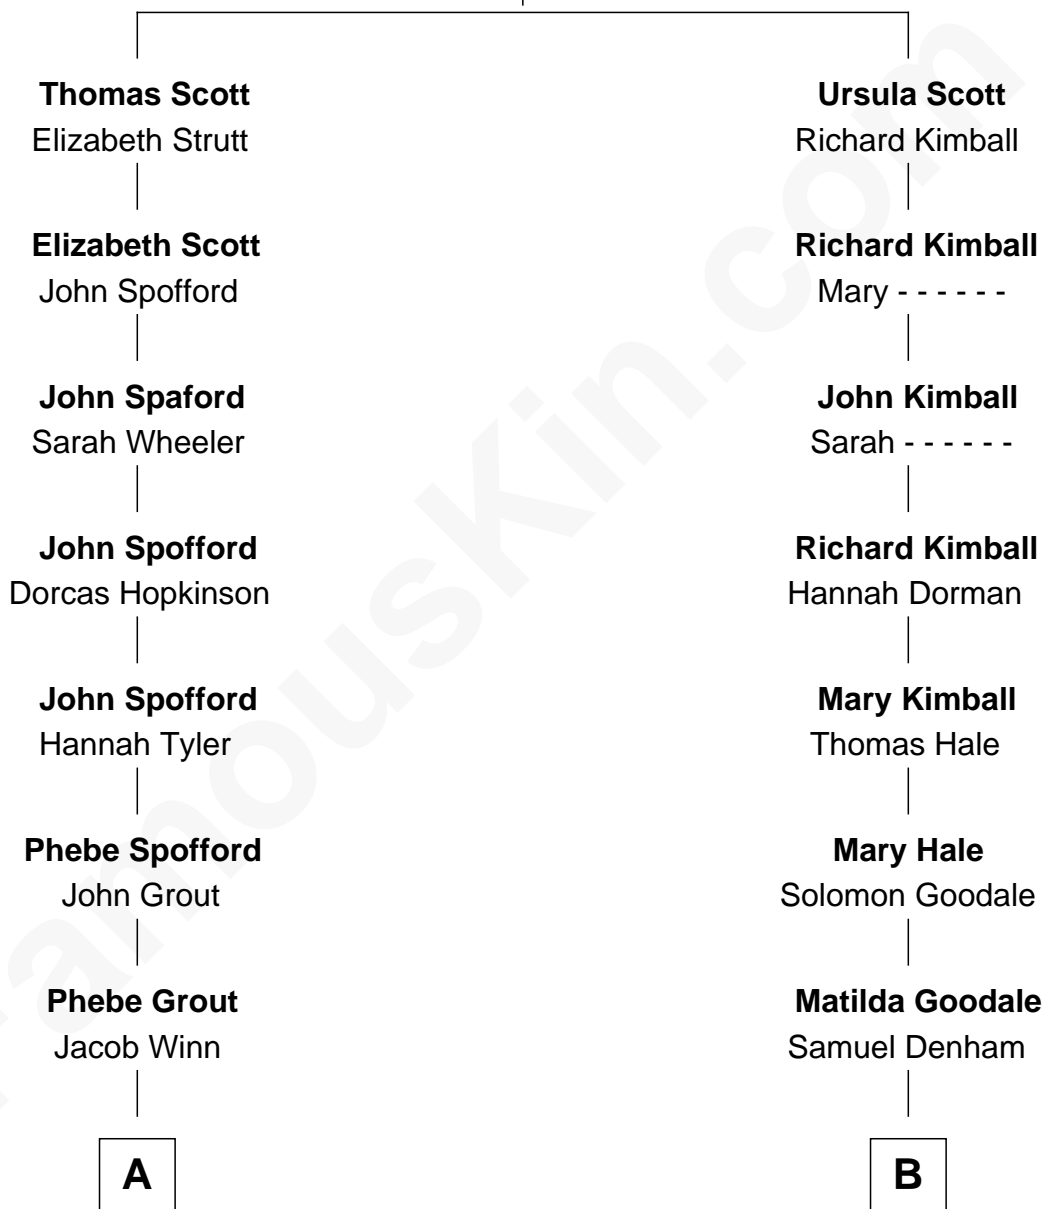 Thomas Scott
Elizabeth Strutt
Elizabeth Scott
John Spofford
John Spaford
Sarah Wheeler
John Spofford
Dorcas Hopkinson
John Spofford
Hannah Tyler
Phebe Spofford
John Grout
Phebe Grout
Jacob Winn
A
Ursula Scott
Richard Kimball
Richard Kimball
Mary - - - - - -
John Kimball
Sarah - - - - - -
Richard Kimball
Hannah Dorman
Mary Kimball
Thomas Hale
Mary Hale
Solomon Goodale
Matilda Goodale
Samuel Denham
B
FamousKin.com